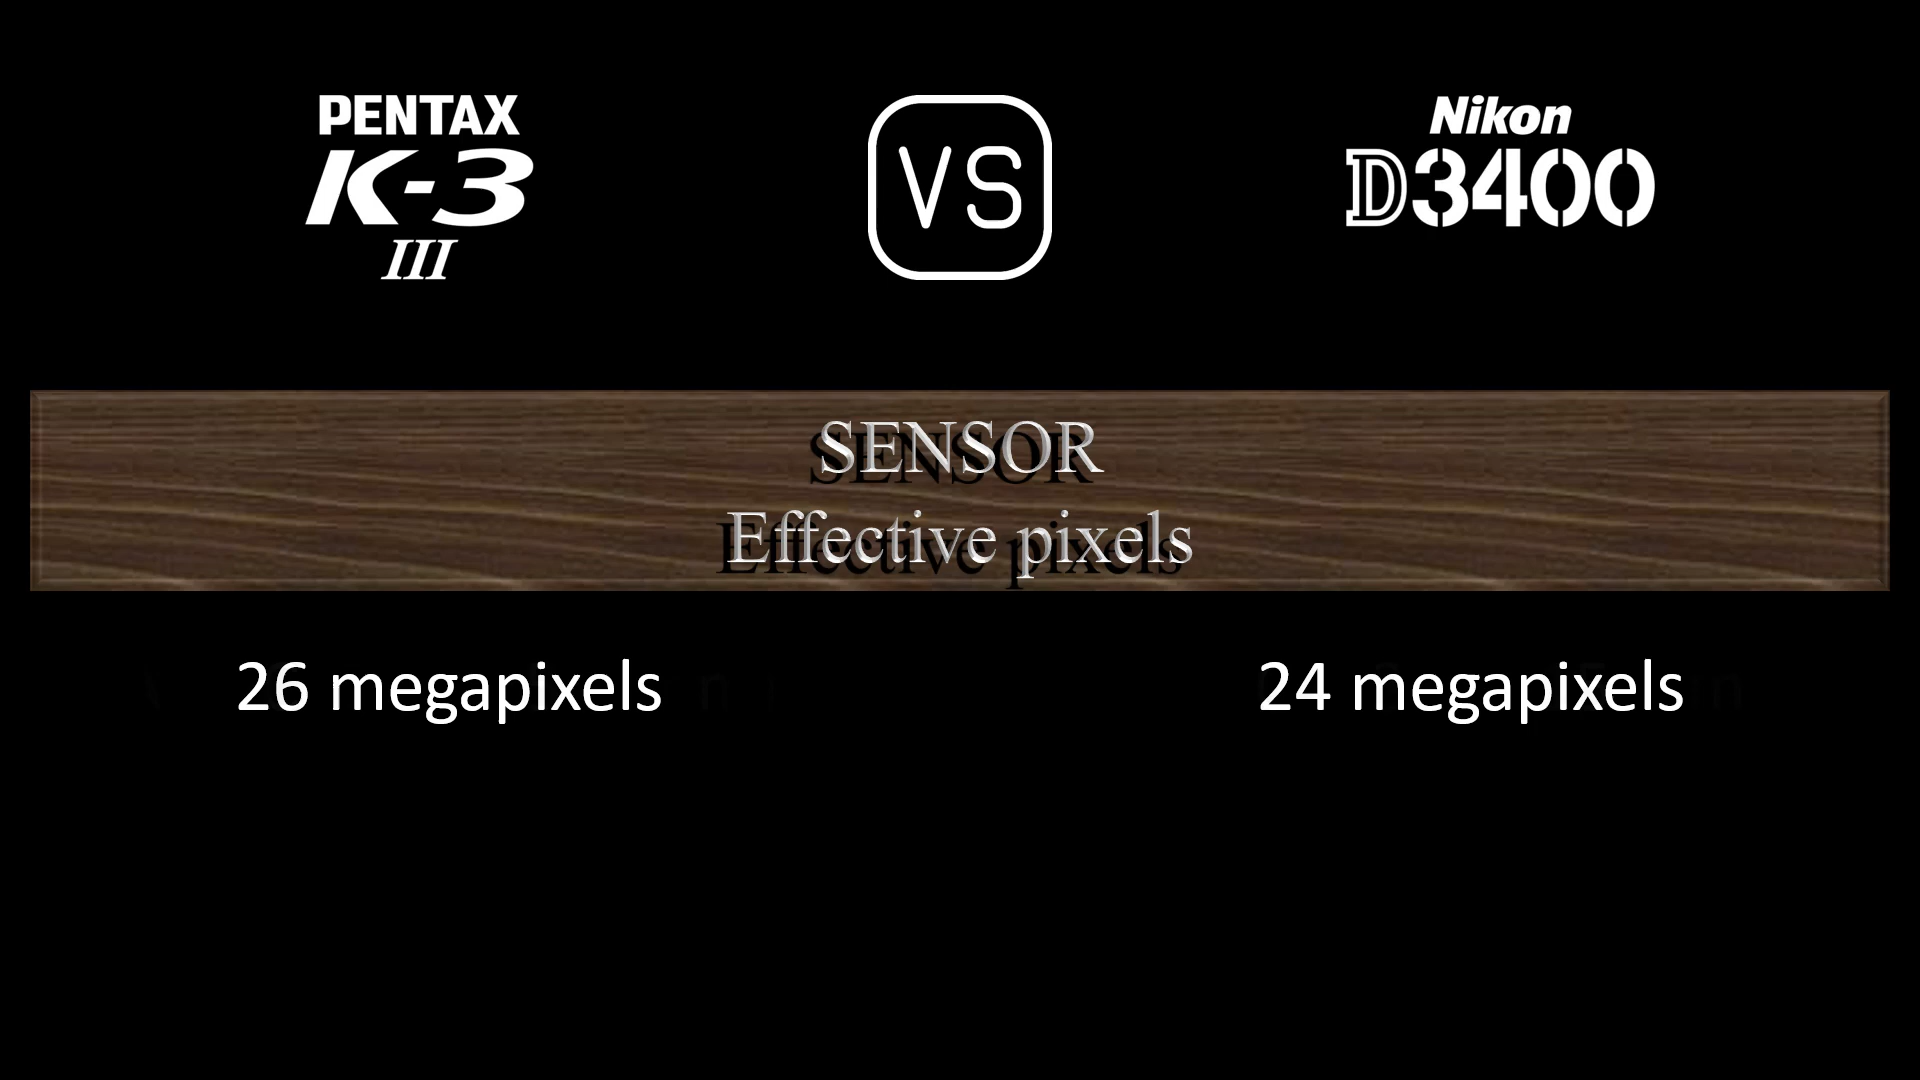 PENTAX
K-3
III
VS
Nikon
D3400
SENSOR
Effective pixels
26 megapixels
24 megapixels